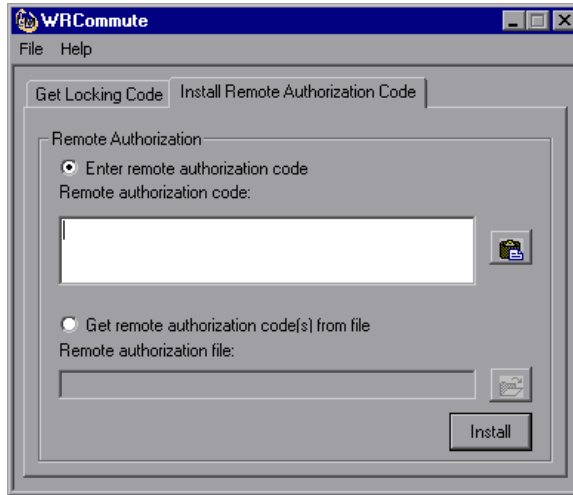 WRCommute
File Help
Get Locking Code Install Remote Authorization Code
Remote Authorization
Enter remote authorization code
Remote authorization code:
Get remote authorization code(s) from file
Remote authorization file:
Install